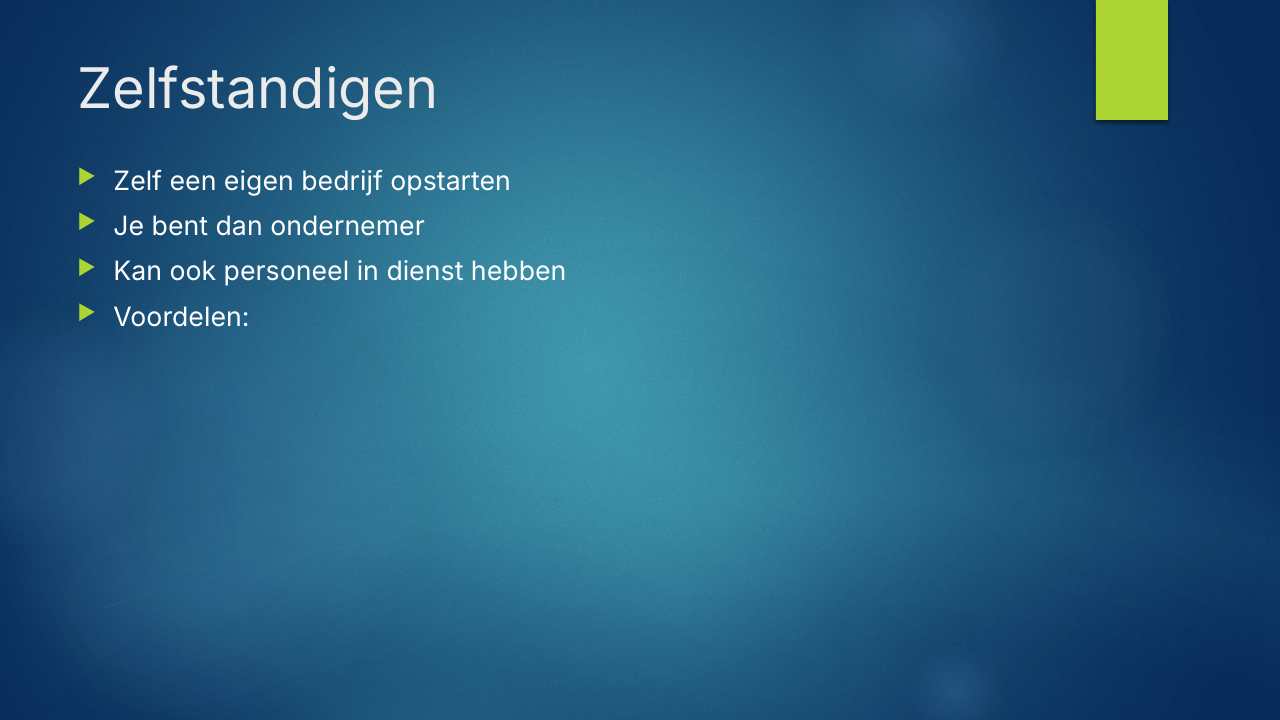 Zelfstandigen
Zelf een eigen bedrijf opstarten
Je bent dan ondernemer
Kan ook personeel in dienst hebben
Voordelen: